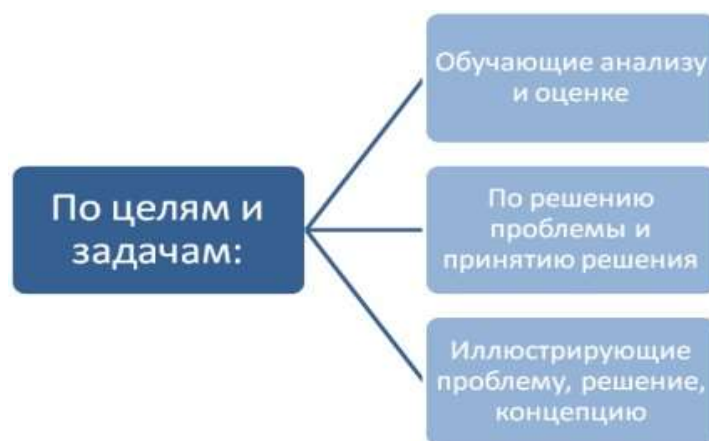 По целям и
задачам:
Обучающие анализу
и оценке
По решению
проблемы и
принятию решения
Иллюстрирующие
проблему, решение,
концепцию